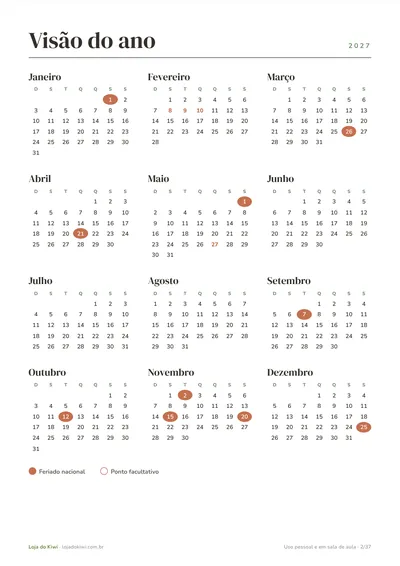 Visão do ano
2027
Janeiro
D S T Q Q S S
1 2
3 4 5 6 7 8 9
10 11 12 13 14 15 16
17 18 19 20 21 22 23
24 25 26 27 28 29 30
31
Fevereiro
D S T Q Q S S
1 2 3 4 5 6
7 8 9 10 11 12 13
14 15 16 17 18 19 20
21 22 23 24 25 26 27
28
Março
D S T Q Q S S
1 2 3 4 5 6
7 8 9 10 11 12 13
14 15 16 17 18 19 20
21 22 23 24 25 26 27
28 29 30 31
Abril
D S T Q Q S S
1 2 3
4 5 6 7 8 9 10
11 12 13 14 15 16 17
18 19 20 21 22 23 24
25 26 27 28 29 30
Maio
D S T Q Q S S
1
2 3 4 5 6 7 8
9 10 11 12 13 14 15
16 17 18 19 20 21 22
23 24 25 26 27 28 29
30 31
Junho
D S T Q Q S S
1 2 3 4 5
6 7 8 9 10 11 12
13 14 15 16 17 18 19
20 21 22 23 24 25 26
27 28 29 30
Julho
D S T Q Q S S
1 2 3
4 5 6 7 8 9 10
11 12 13 14 15 16 17
18 19 20 21 22 23 24
25 26 27 28 29 30 31
Agosto
D S T Q Q S S
1 2 3 4 5 6 7
8 9 10 11 12 13 14
15 16 17 18 19 20 21
22 23 24 25 26 27 28
29 30 31
Setembro
D S T Q Q S S
1 2 3 4
5 6 7 8 9 10 11
12 13 14 15 16 17 18
19 20 21 22 23 24 25
26 27 28 29 30
Outubro
D S T Q Q S S
1 2
3 4 5 6 7 8 9
10 11 12 13 14 15 16
17 18 19 20 21 22 23
24 25 26 27 28 29 30
31
Novembro
D S T Q Q S S
1 2 3 4 5 6
7 8 9 10 11 12 13
14 15 16 17 18 19 20
21 22 23 24 25 26 27
28 29 30
Dezembro
D S T Q Q S S
1 2 3 4
5 6 7 8 9 10 11
12 13 14 15 16 17 18
19 20 21 22 23 24 25
26 27 28 29 30 31
Feriado nacional
Ponto facultativo
Loja do Kiwi · lojadokiwi.com.br
Uso pessoal e em sala de aula · 2/37